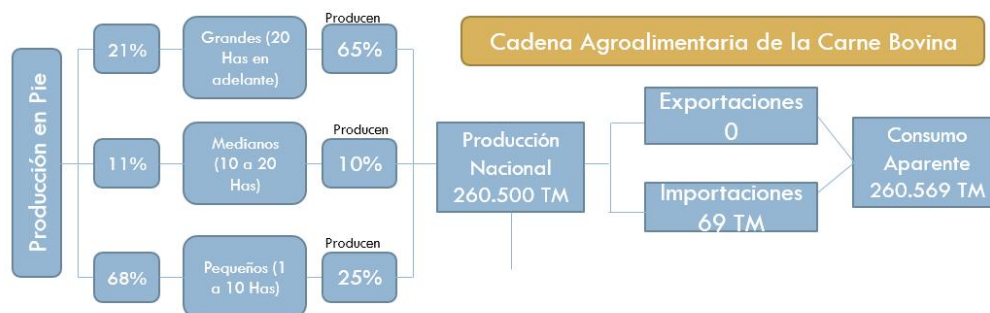 Cadena Agroalimentaria de la Carne Bovina
Producción en Pie
21%
Grandes (20
Has en
adelante)
Producen
65%
11%
Medianos
(10 a 20
Has)
Producen
10%
68%
Pequeños (1
a 10 Has)
Producen
25%
Producción
Nacional
260.500 TM
Exportaciones
0
Importaciones
69 TM
Consumo
Aparente
260.569 TM